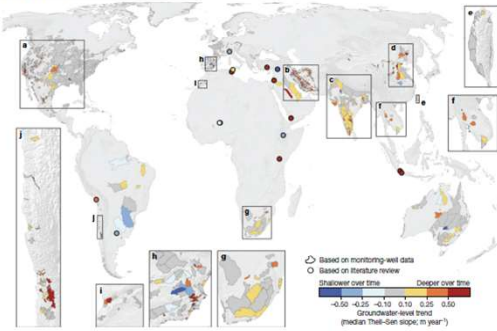 a
h
b
d
e
i
c
e
f
f
j
j
g
i
h
g
Based on monitoring-well data
Based on literature review
Shallower over time Deeper over time
−0.50 −0.25 −0.10 0.10 0.25 0.50
Groundwater-level trend
(median Theil–Sen slope; m year⁻¹)